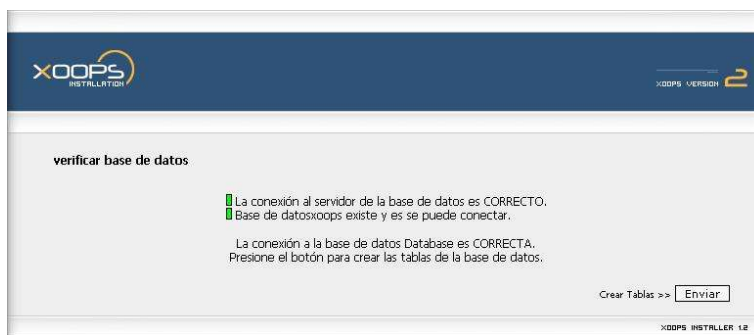 XOOPS
INSTALLATION
XOOPS VERSION 2
verificar base de datos
La conexión al servidor de la base de datos es CORRECTO.
Base de datosxoops existe y es se puede conectar.
La conexión a la base de datos Database es CORRECTA.
Presione el botón para crear las tablas de la base de datos.
Crear Tablas >> Enviar
XOOPS INSTALLER 1.2